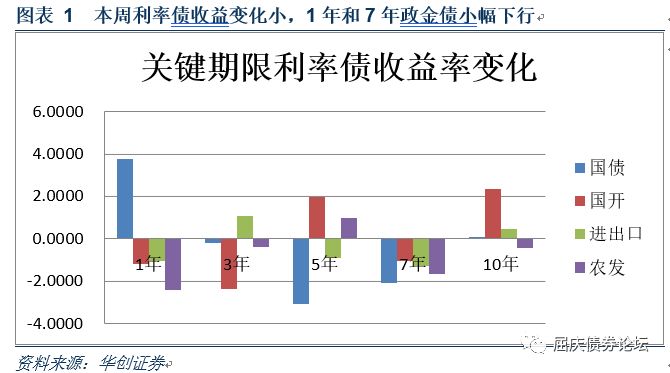 图表 1 本周利率债收益变化小，1 年和 7 年政金债小幅下行
关键期限利率债收益率变化
6.0000
4.0000
2.0000
0.0000
-2.0000
-4.0000
1年
3年
5年
7年
10年
国债
国开
进出口
农发
屈庆债券论坛
资料来源：华创证券